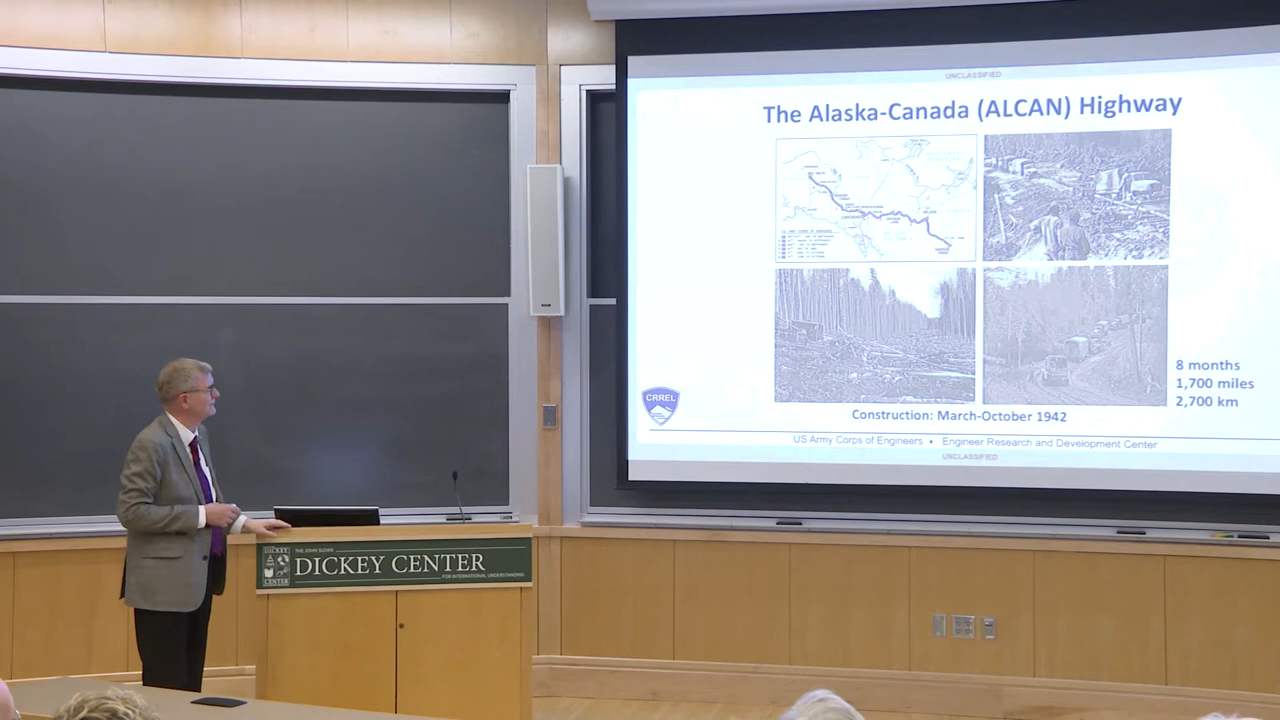 UNCLASSIFIED
The Alaska-Canada (ALCAN) Highway
8 months
1,700 miles
2,700 km
CRREL
Construction: March-October 1942
US Army Corps of Engineers • Engineer Research and Development Center
UNCLASSIFIED
THE JOHN SLOAN
DICKEY CENTER
FOR INTERNATIONAL UNDERSTANDING
DICKEY
CENTER